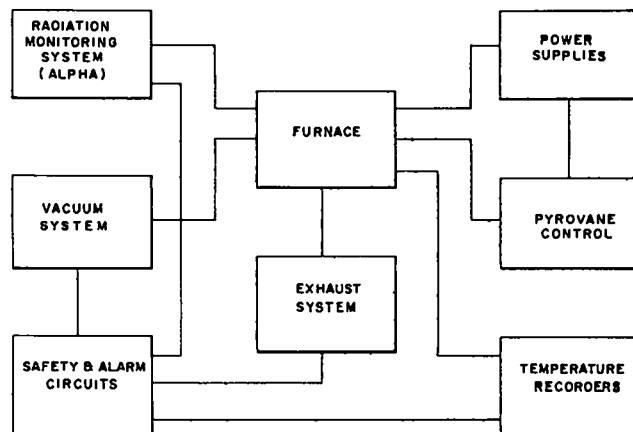 RADIATION
MONITORING
SYSTEM
(ALPHA)
POWER
SUPPLIES
FURNACE
VACUUM
SYSTEM
PYROVANE
CONTROL
EXHAUST
SYSTEM
SAFETY & ALARM
CIRCUITS
TEMPERATURE
RECORDERS